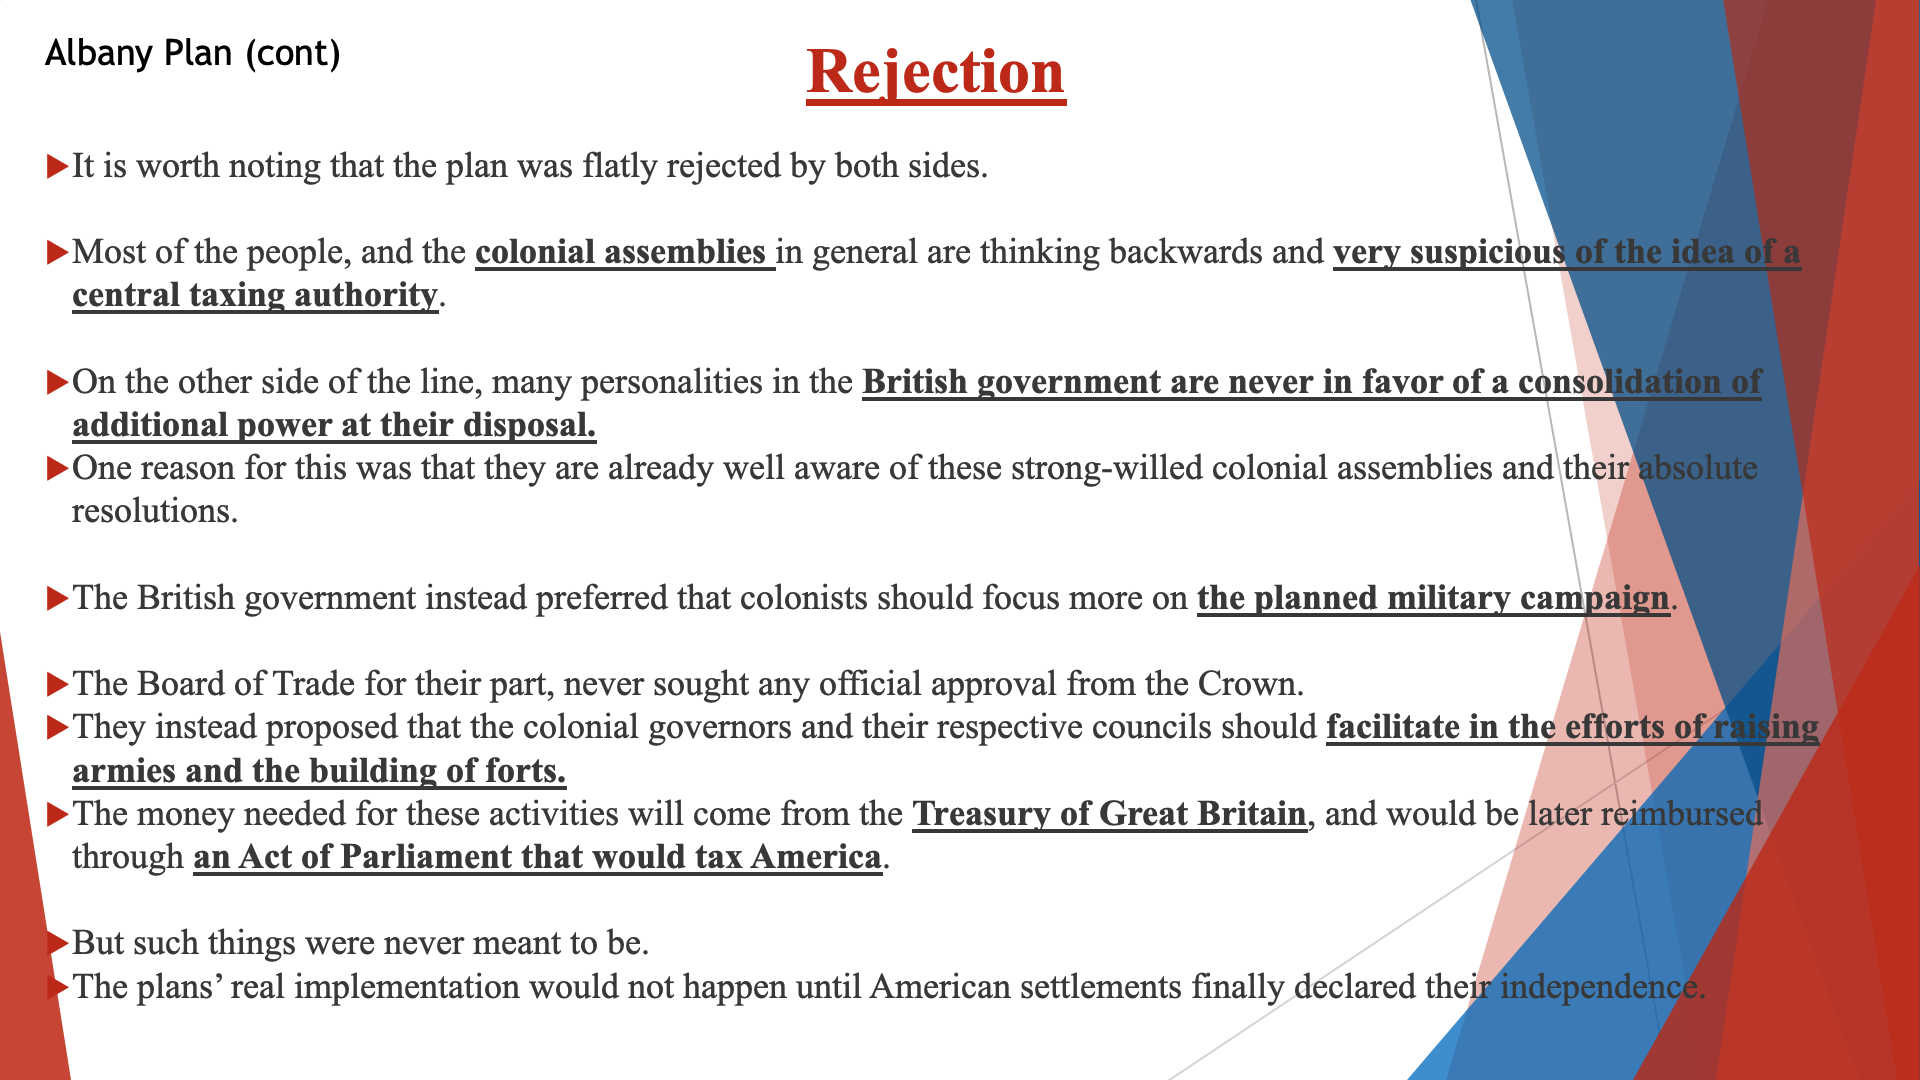 Albany Plan (cont)
Rejection
It is worth noting that the plan was flatly rejected by both sides.
Most of the people, and the colonial assemblies in general are thinking backwards and very suspicious of the idea of a
central taxing authority.
On the other side of the line, many personalities in the British government are never in favor of a consolidation of
additional power at their disposal.
One reason for this was that they are already well aware of these strong-willed colonial assemblies and their absolute
resolutions.
The British government instead preferred that colonists should focus more on the planned military campaign.
The Board of Trade for their part, never sought any official approval from the Crown.
They instead proposed that the colonial governors and their respective councils should facilitate in the efforts of raising
armies and the building of forts.
The money needed for these activities will come from the Treasury of Great Britain, and would be later reimbursed
through an Act of Parliament that would tax America.
But such things were never meant to be.
The plans’ real implementation would not happen until American settlements finally declared their independence.